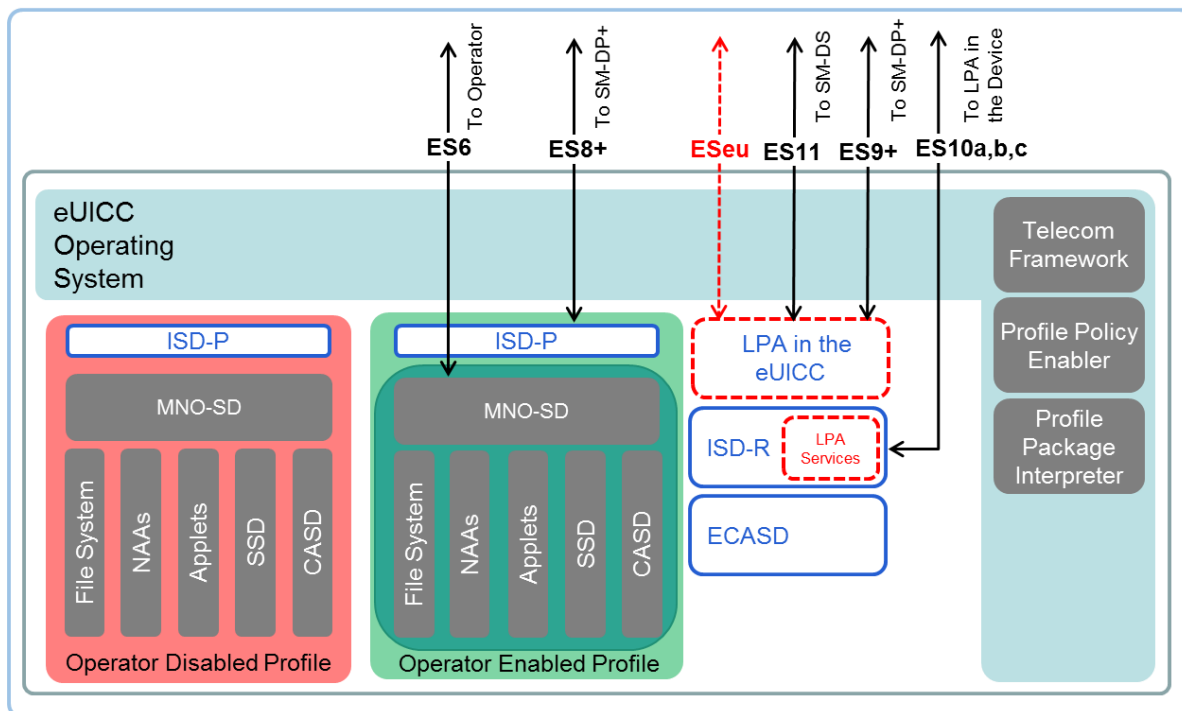 To Operator
To SM-DP+
To SM-DS
To SM-DP+
To LPA in
the Device
ES6
ES8+
ESeu
ES11
ES9+
ES10a,b,c
eUICC
Operating
System
Telecom
Framework
Profile Policy
Enabler
Profile
Package
Interpreter
ISD-P
MNO-SD
File System
NAAs
Applets
SSD
CASD
Operator Disabled Profile
ISD-P
MNO-SD
File System
NAAs
Applets
SSD
CASD
Operator Enabled Profile
LPA in the
eUICC
ISD-R
LPA
Services
ECASD